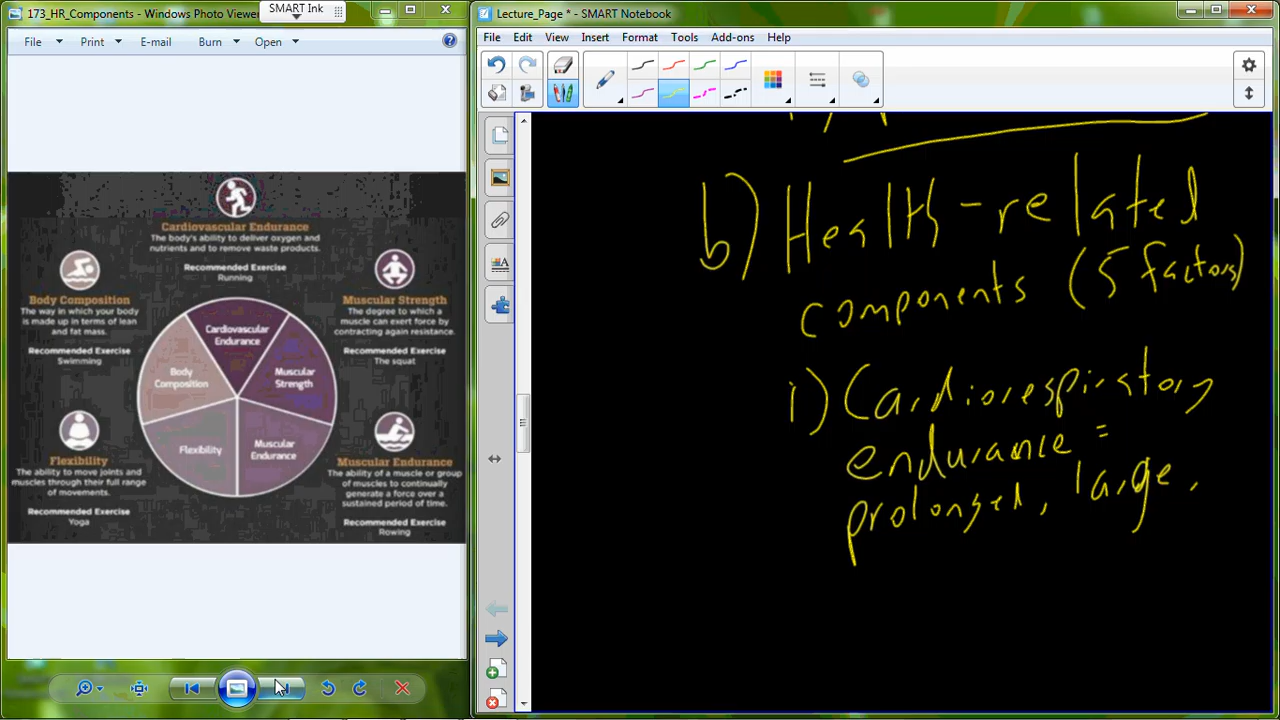 173_HR_Components - Windows Photo Viewer
SMART Ink
File Print E-mail Burn Open
Cardiovascular Endurance
The body's ability to deliver oxygen and
nutrients and to remove waste products.
Recommended Exercise
Running
Body Composition
The way in which your body
is made up in terms of lean
and fat mass.
Recommended Exercise
Swimming
Muscular Strength
The degree to which a
muscle can exert force by
contracting again resistance.
Recommended Exercise
The squat
Cardiovascular
Endurance
Body
Composition
Muscular
Strength
Flexibility
Muscular
Endurance
Flexibility
The ability to move joints and
muscles through their full range
of movements.
Recommended Exercise
Yoga
Muscular Endurance
The ability of a muscle or group
of muscles to continually
generate a force over a
sustained period of time.
Recommended Exercise
Rowing
Lecture_Page * - SMART Notebook
File Edit View Insert Format Tools Add-ons Help
b) Health-related
components (5 factors)
i) Cardiorespiratory
endurance =
prolonged, large,